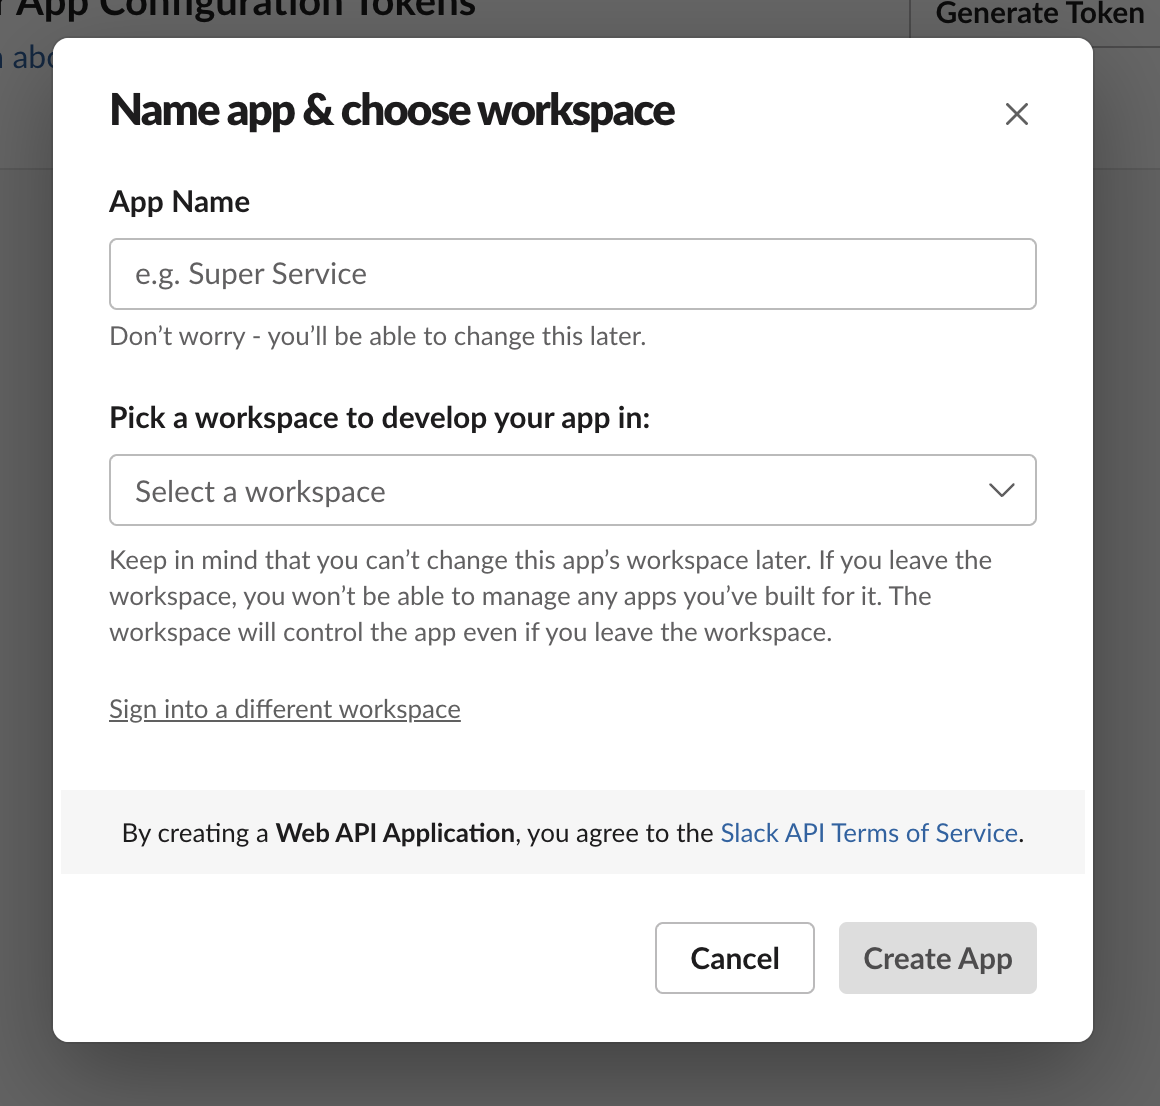 App Configuration Tokens
Generate Token
Name app & choose workspace
App Name
e.g. Super Service
Don’t worry - you’ll be able to change this later.
Pick a workspace to develop your app in:
Select a workspace
Keep in mind that you can’t change this app’s workspace later. If you leave the
workspace, you won’t be able to manage any apps you’ve built for it. The
workspace will control the app even if you leave the workspace.
Sign into a different workspace
By creating a Web API Application, you agree to the Slack API Terms of Service.
Cancel
Create App